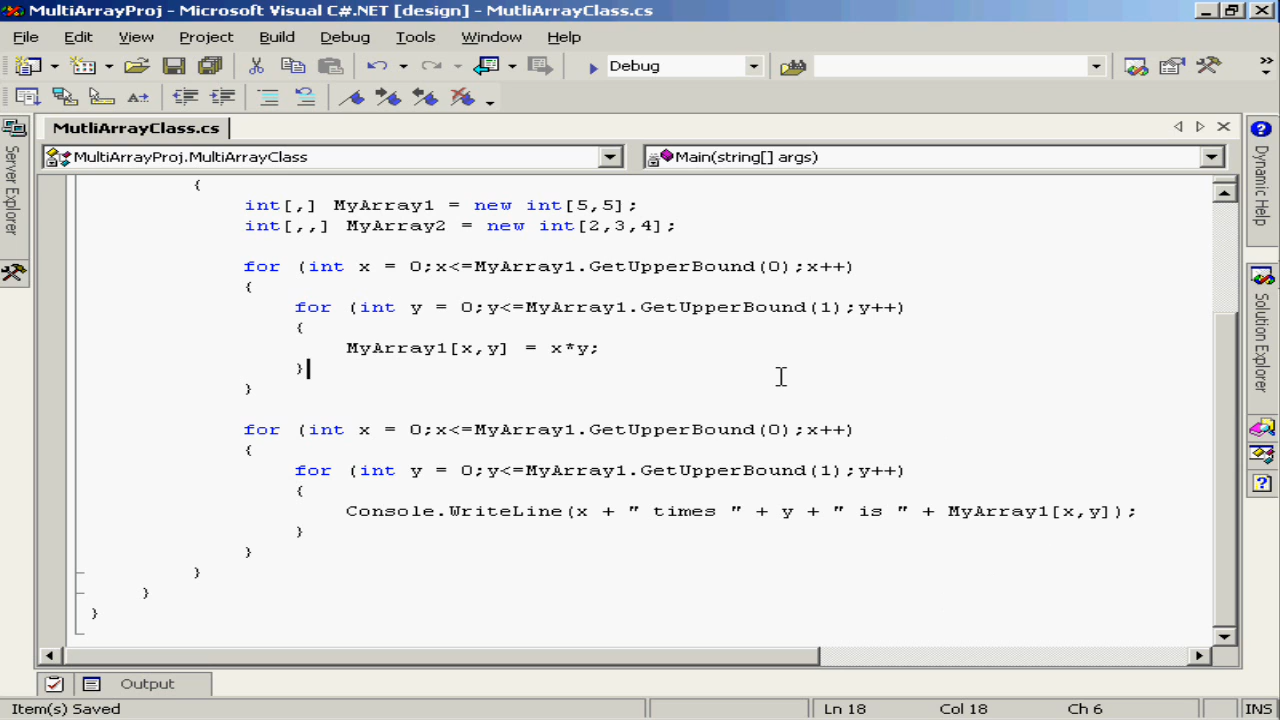 MultiArrayProj - Microsoft Visual C#.NET [design] - MutliArrayClass.cs
File Edit View Project Build Debug Tools Window Help
Debug
MutliArrayClass.cs
MultiArrayProj.MultiArrayClass
Main(string[] args)
Server Explorer
Dynamic Help
Solution Explorer
{
int[,] MyArray1 = new int[5,5];
int[,,] MyArray2 = new int[2,3,4];
for (int x = 0;x<=MyArray1.GetUpperBound(0);x++)
{
for (int y = 0;y<=MyArray1.GetUpperBound(1);y++)
{
MyArray1[x,y] = x*y;
}
}
for (int x = 0;x<=MyArray1.GetUpperBound(0);x++)
{
for (int y = 0;y<=MyArray1.GetUpperBound(1);y++)
{
Console.WriteLine(x + " times " + y + " is " + MyArray1[x,y]);
}
}
}
}
}
Output
Item(s) Saved Ln 18 Col 18 Ch 6 INS